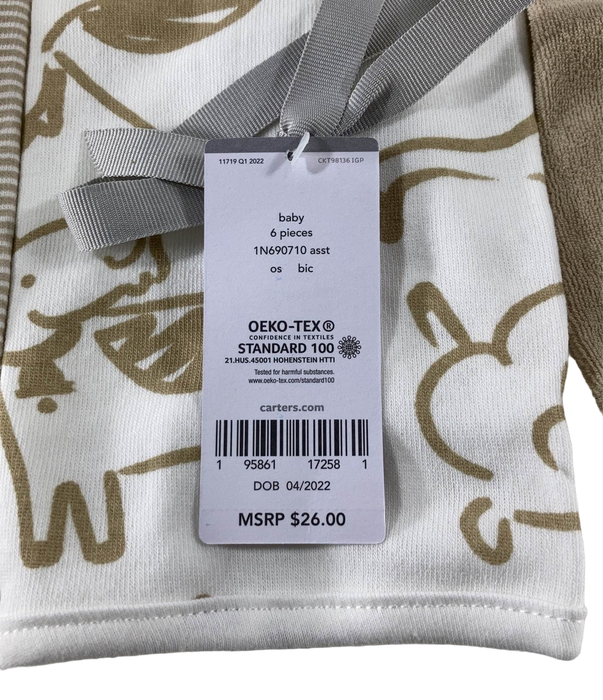 11719 Q1 2022 CKT98136 IGP
baby
6 pieces
1N690710 asst
os bic
OEKO-TEX®
CONFIDENCE IN TEXTILES
STANDARD 100
21.HUS.45001 HOHENSTEIN HTTI
Tested for harmful substances.
www.oeko-tex.com/standard100
carters.com
1 95861 17258 1
DOB 04/2022
MSRP $26.00